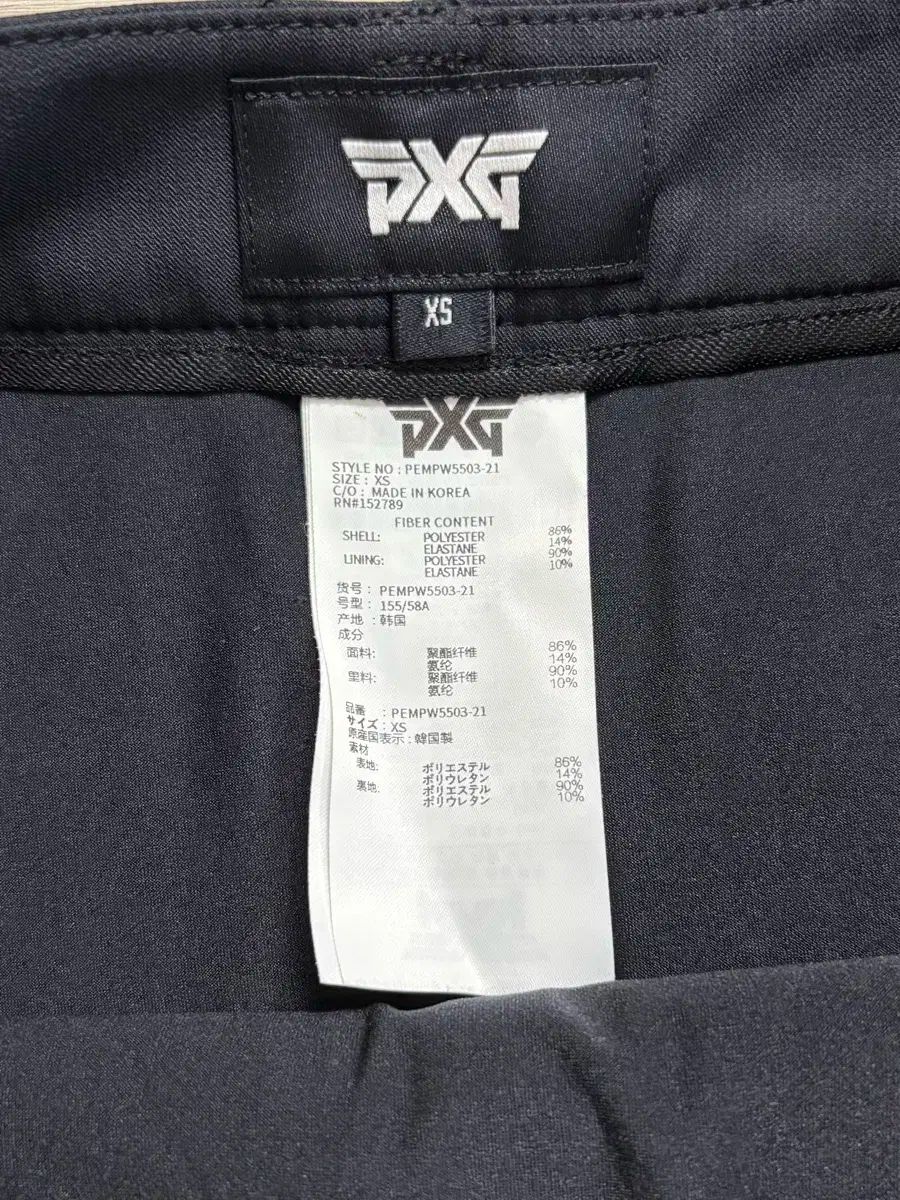 PXG
XS
PXG
STYLE NO : PEMPW5503-21
SIZE : XS
C/O : MADE IN KOREA
RN#152789
FIBER CONTENT
SHELL: POLYESTER 86%
ELASTANE 14%
LINING: POLYESTER 90%
ELASTANE 10%
货号 : PEMPW5503-21
号型 : 155/58A
产地 : 韩国
成分
面料: 聚酯纤维 86%
氨纶 14%
里料: 聚酯纤维 90%
氨纶 10%
品番 : PEMPW5503-21
サイズ : XS
原産国表示 : 韓国製
素材
表地: ポリエステル 86%
ポリウレタン 14%
裏地: ポリエステル 90%
ポリウレタン 10%